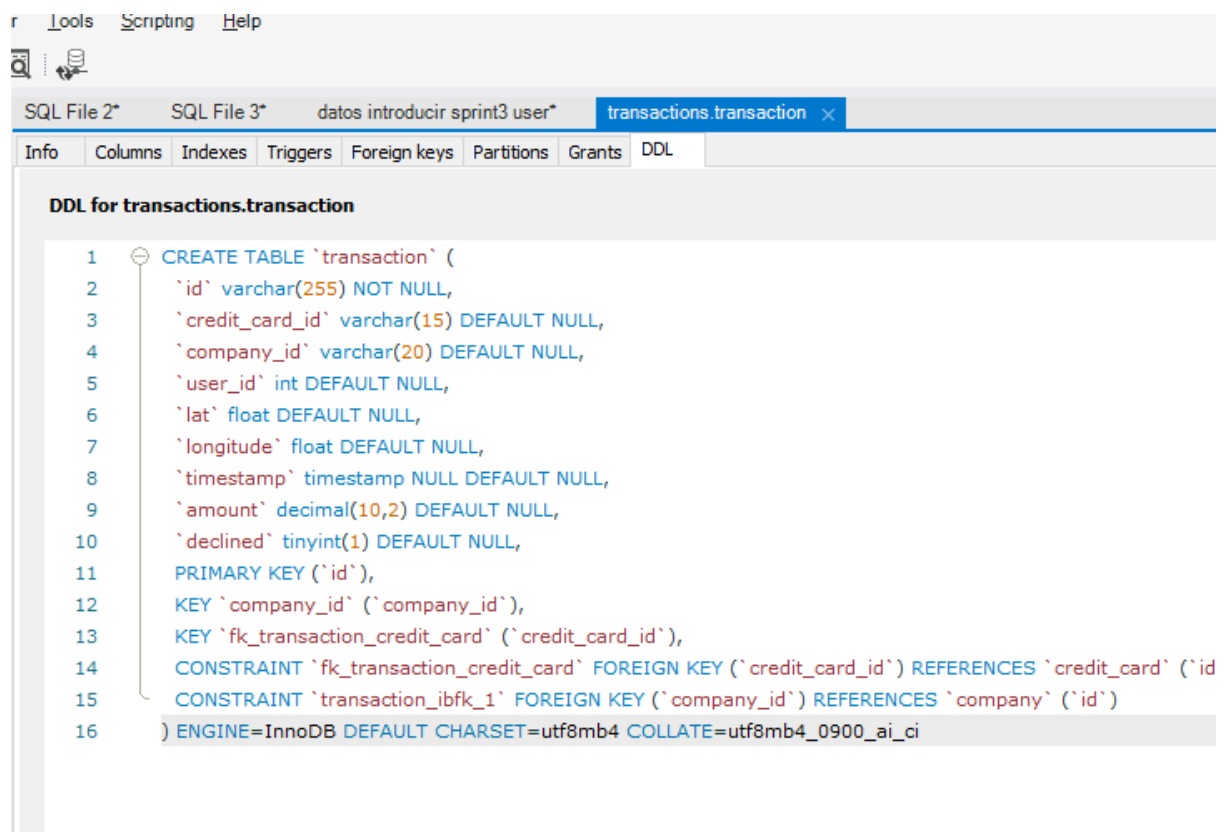 r Tools Scripting Help
SQL File 2* SQL File 3* datos introducir sprint3 user* transactions.transaction ×
Info Columns Indexes Triggers Foreign keys Partitions Grants DDL
DDL for transactions.transaction
1 CREATE TABLE `transaction` (
2 `id` varchar(255) NOT NULL,
3 `credit_card_id` varchar(15) DEFAULT NULL,
4 `company_id` varchar(20) DEFAULT NULL,
5 `user_id` int DEFAULT NULL,
6 `lat` float DEFAULT NULL,
7 `longitude` float DEFAULT NULL,
8 `timestamp` timestamp NULL DEFAULT NULL,
9 `amount` decimal(10,2) DEFAULT NULL,
10 `declined` tinyint(1) DEFAULT NULL,
11 PRIMARY KEY (`id`),
12 KEY `company_id` (`company_id`),
13 KEY `fk_transaction_credit_card` (`credit_card_id`),
14 CONSTRAINT `fk_transaction_credit_card` FOREIGN KEY (`credit_card_id`) REFERENCES `credit_card` (`id
15 CONSTRAINT `transaction_ibfk_1` FOREIGN KEY (`company_id`) REFERENCES `company` (`id`)
16 ) ENGINE=InnoDB DEFAULT CHARSET=utf8mb4 COLLATE=utf8mb4_0900_ai_ci